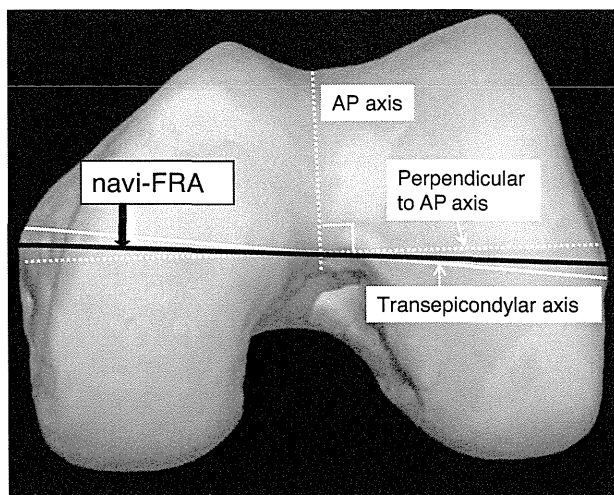 AP axis
navi-FRA
Perpendicular
to AP axis
Transepicondylar axis